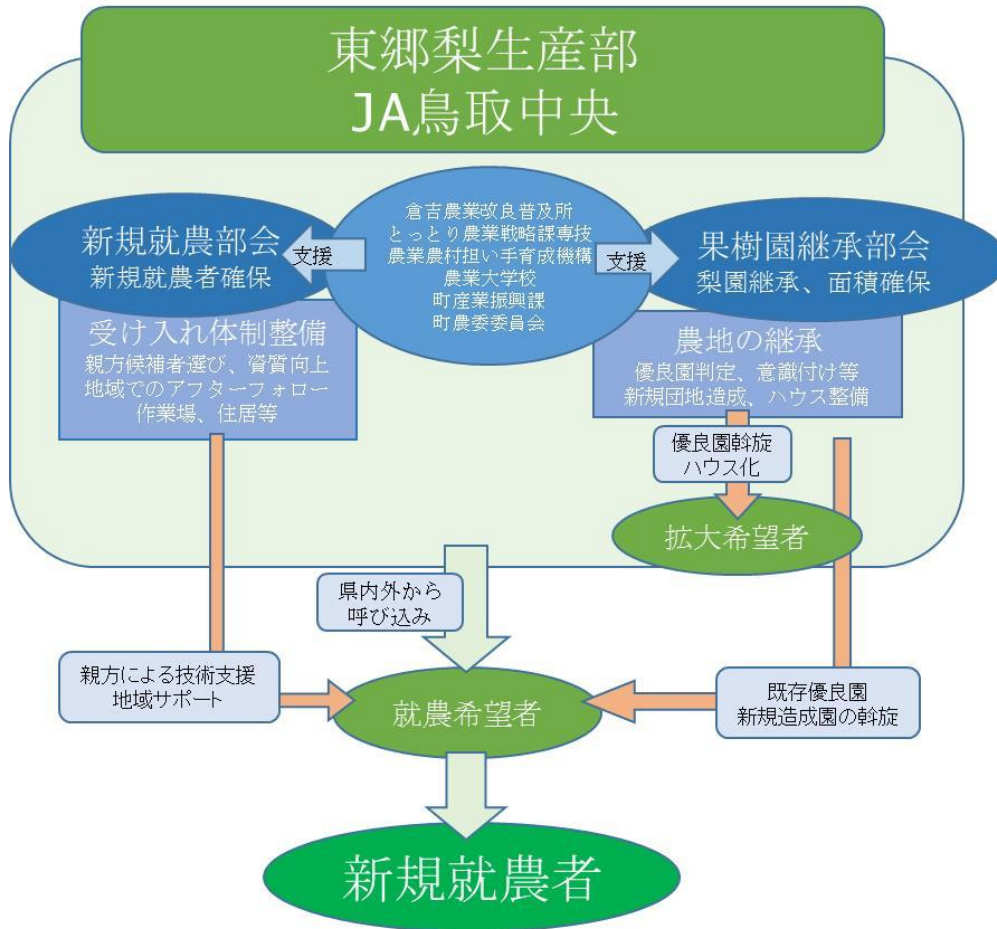 東郷梨生産部
JA鳥取中央
倉吉農業改良普及所
とっとり農業戦略課専技
農業農村担い手育成機構
農業大学校
町産業振興課
町農委委員会
新規就農部会
新規就農者確保
支援
支援
果樹園継承部会
梨園継承、面積確保
受け入れ体制整備
親方候補者選び、資質向上
地域でのアフターフォロー
作業場、住居等
農地の継承
優良園判定、意識付け等
新規団地造成、ハウス整備
優良園斡旋
ハウス化
拡大希望者
県内外から
呼び込み
親方による技術支援
地域サポート
就農希望者
既存優良園
新規造成園の斡旋
新規就農者